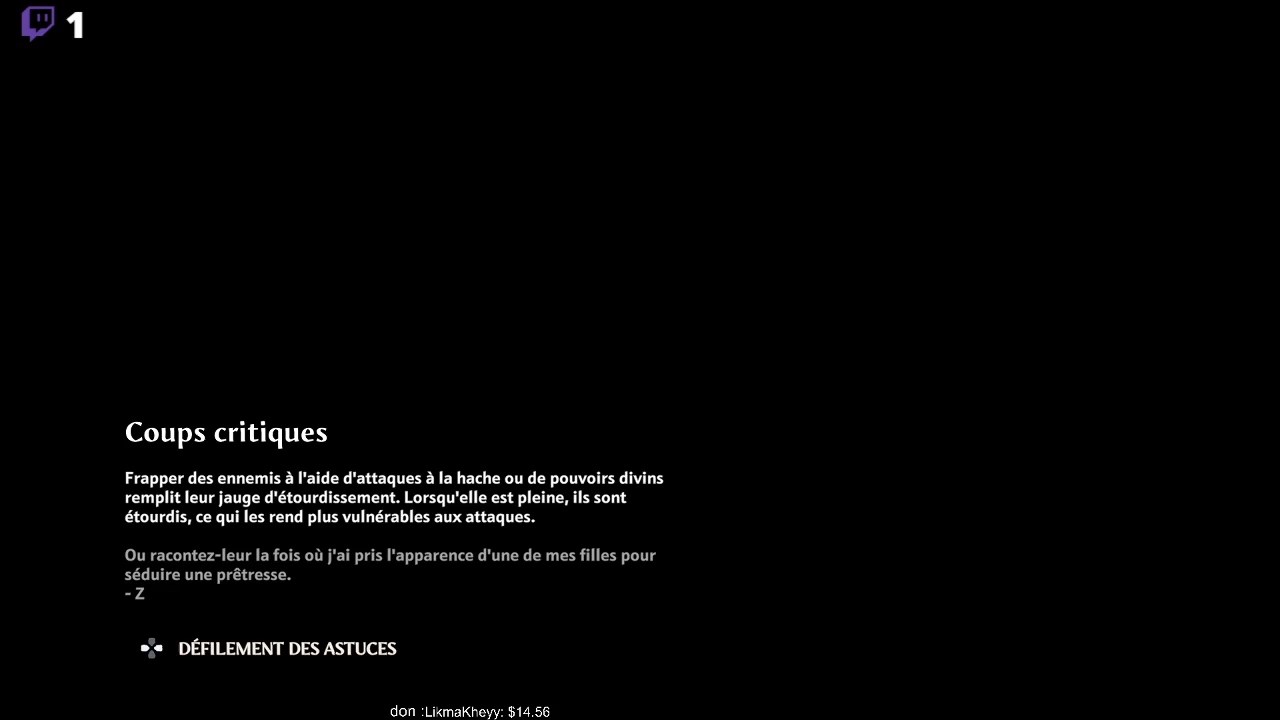 1
Coups critiques
Frapper des ennemis à l'aide d'attaques à la hache ou de pouvoirs divins
remplit leur jauge d'étourdissement. Lorsqu'elle est pleine, ils sont
étourdis, ce qui les rend plus vulnérables aux attaques.
Ou racontez-leur la fois où j'ai pris l'apparence d'une de mes filles pour
séduire une prêtresse.
- Z
DÉFILEMENT DES ASTUCES
don :LikmaKheyy: $14.56